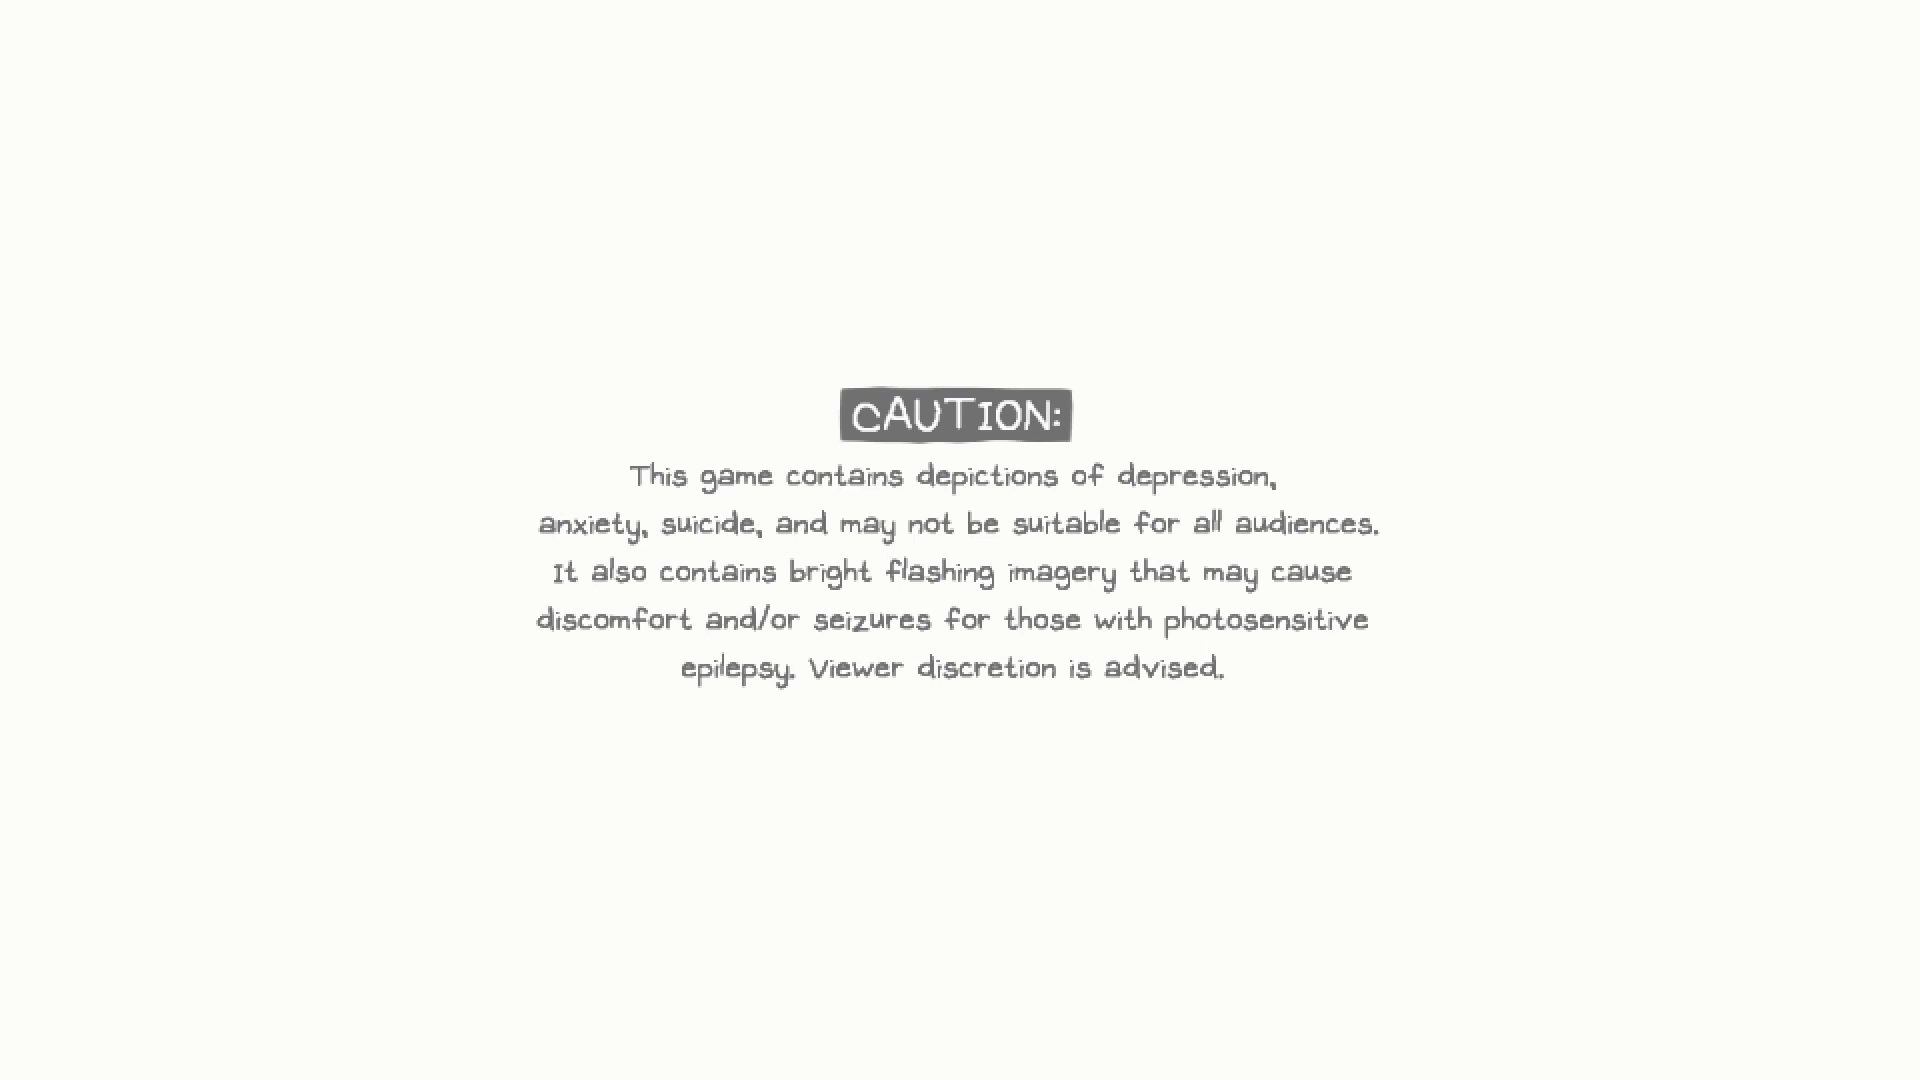 CAUTION:
This game contains depictions of depression,
anxiety, suicide, and may not be suitable for all audiences.
It also contains bright flashing imagery that may cause
discomfort and/or seizures for those with photosensitive
epilepsy. Viewer discretion is advised.